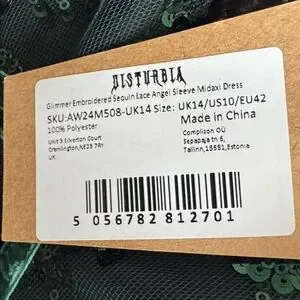 DISTURBIA
Glimmer Embroidered Sequin Lace Angel Sleeve Midaxi Dress
SKU:AW24M508-UK14 Size: UK14/US10/EU42
100% Polyester
Made in China
Unit 3 Silverton Court
Cramlington,NE23 7RY
UK
Complison OÜ
Sepapaja tn 6,
Tallinn,15551,Estonia
5 056782 812701